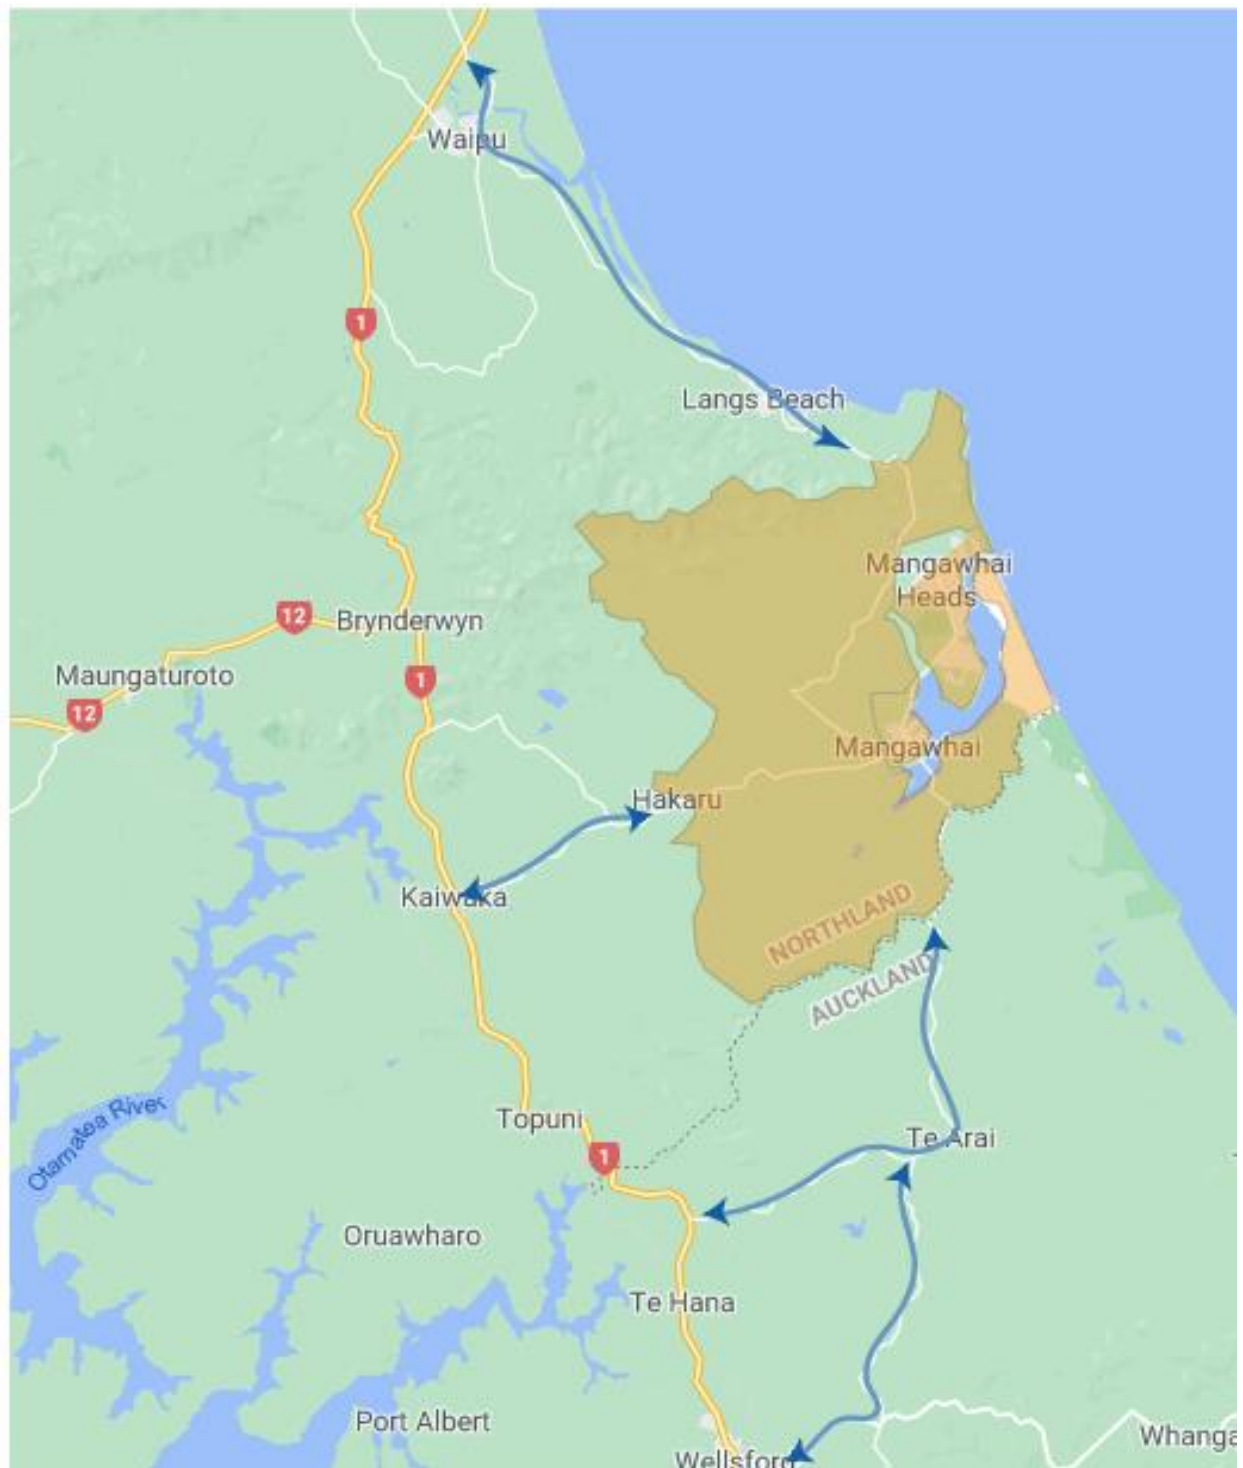 Waipu
1
Langs Beach
Mangawhai
Heads
12
Brynderwyn
Maungaturoto
1
12
Mangawhai
Hakaru
Kaiwaka
NORTHLAND
AUCKLAND
Otamatea River
Topuni
Te Arai
1
Oruawharo
Te Hana
Port Albert
Whanga
Wellsford